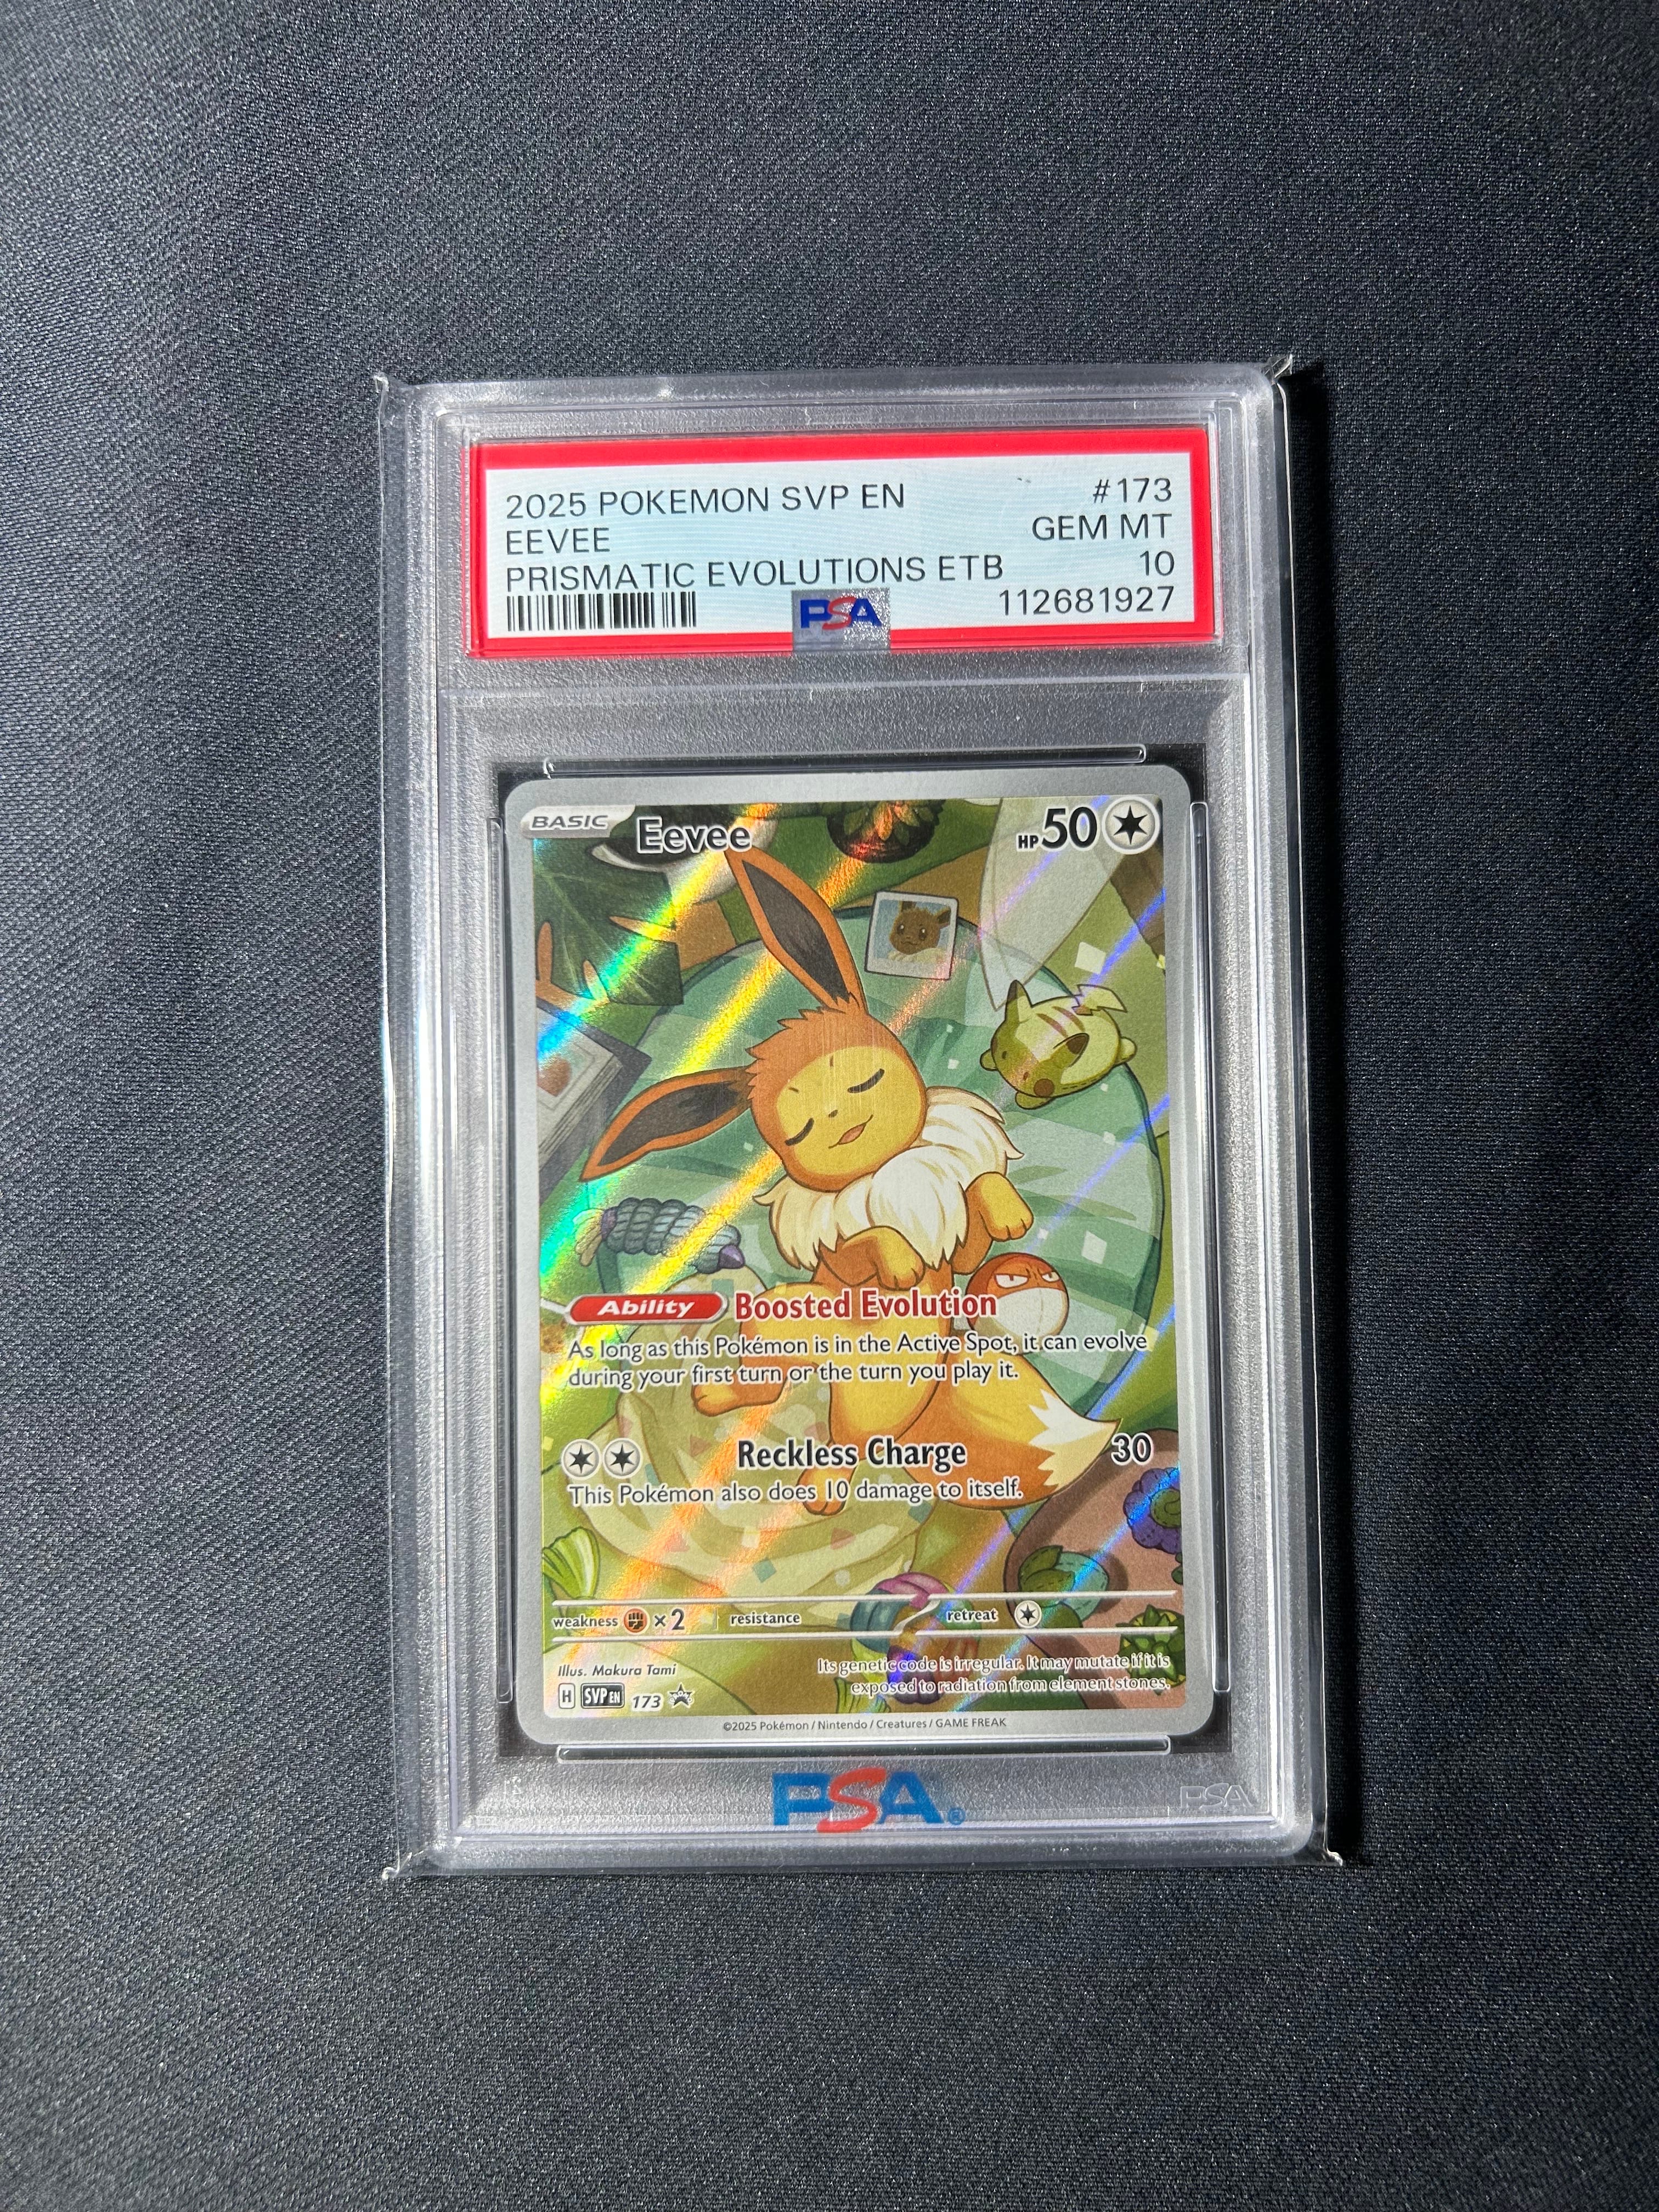 2025 POKEMON SVP EN #173
EEVEE GEM MT
PRISMATIC EVOLUTIONS ETB 10
PSA 112681927
BASIC Eevee HP 50
Ability Boosted Evolution
As long as this Pokémon is in the Active Spot, it can evolve
during your first turn or the turn you play it.
Reckless Charge 30
This Pokémon also does 10 damage to itself.
weakness ×2 resistance retreat
Illus. Makura Tami
Its genetic code is irregular. It may mutate if it is
exposed to radiation from element stones.
H SVP EN 173
©2025 Pokémon / Nintendo / Creatures / GAME FREAK
PSA®
PSA